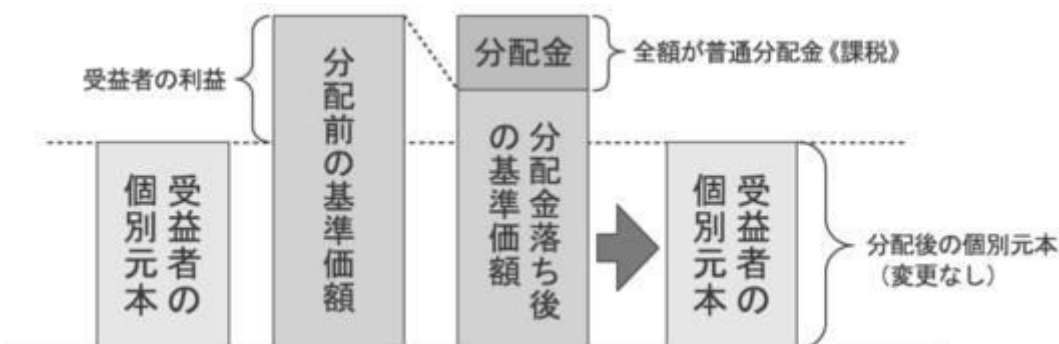 受益者の利益
受益者の
個別元本
分配前の基準価額
分配金
全額が普通分配金《課税》
分配金落ち後
の基準価額
受益者の
個別元本
分配後の個別元本
（変更なし）